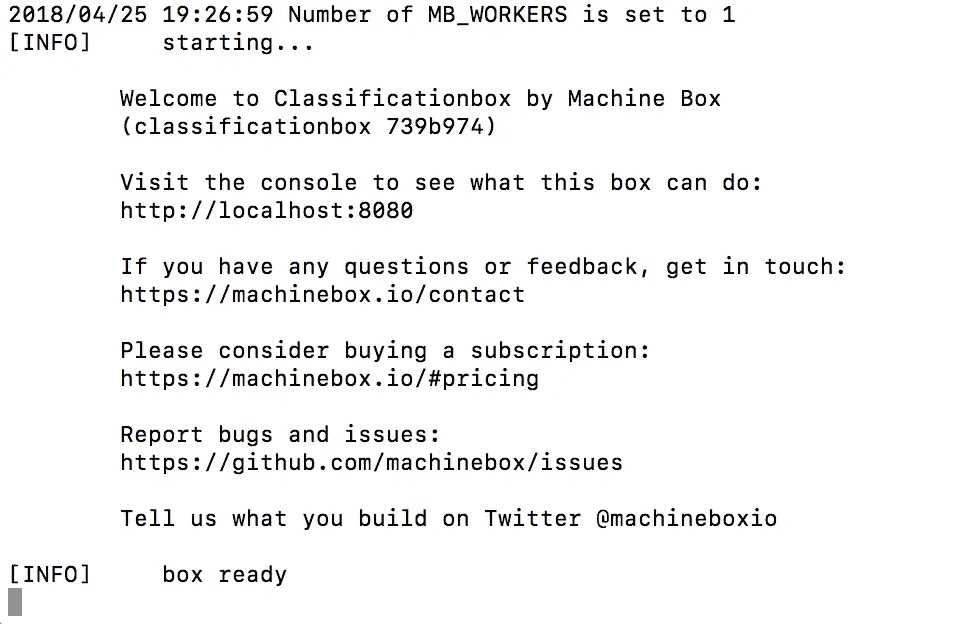 2018/04/25 19:26:59 Number of MB_WORKERS is set to 1
[INFO] starting...
Welcome to Classificationbox by Machine Box
(classificationbox 739b974)
Visit the console to see what this box can do:
http://localhost:8080
If you have any questions or feedback, get in touch:
https://machinebox.io/contact
Please consider buying a subscription:
https://machinebox.io/#pricing
Report bugs and issues:
https://github.com/machinebox/issues
Tell us what you build on Twitter @machineboxio
[INFO] box ready